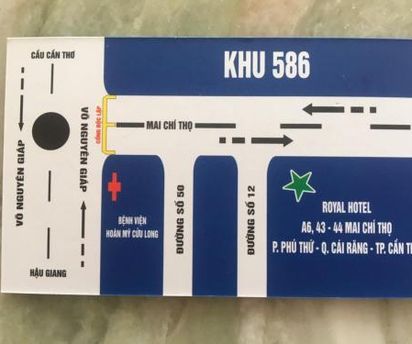 CẦU CẦN THƠ
KHU 586
VÕ NGUYÊN GIÁP
VÕ NGUYÊN GIÁP
MAI CHÍ THỌ
BỆNH VIỆN
HOÀN MỸ CỬU LONG
ĐƯỜNG SỐ 50
ĐƯỜNG SỐ 12
ROYAL HOTEL
A6, 43 - 44 MAI CHÍ THỌ
P. PHÚ THỨ - Q. CÁI RĂNG - TP. CẦN
HẬU GIANG